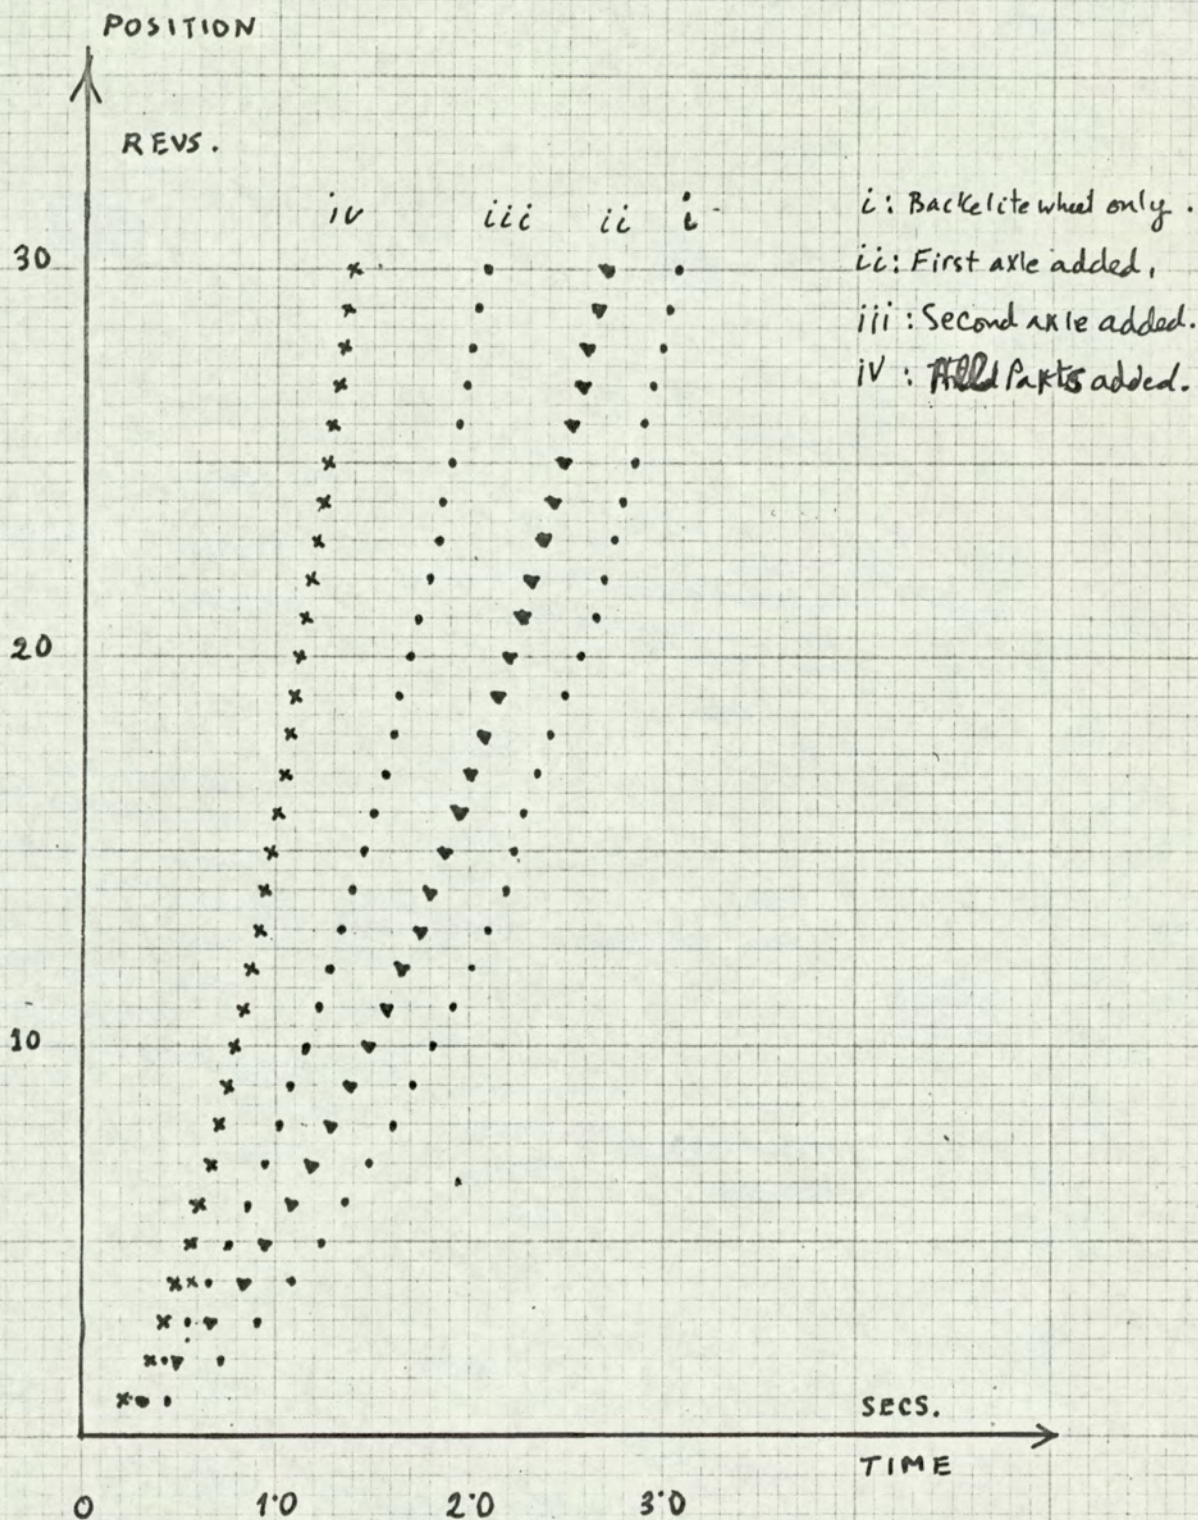 POSITION
REVS.
iv iii ii i
i: Backelite wheel only.
ii: First axle added,
iii: Second axle added.
iv: Parts added.
30
20
10
SECS.
TIME
0 1·0 2·0 3·0